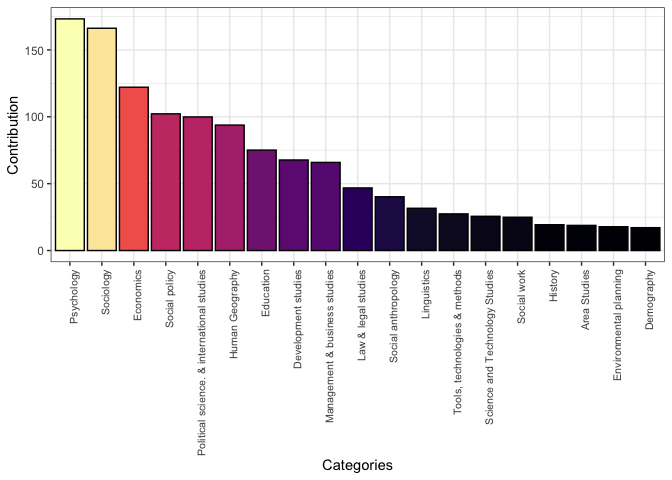 Contribution
150
100
50
0
Psychology
Sociology
Economics
Social policy
Political science. & international studies
Human Geography
Education
Development studies
Management & business studies
Law & legal studies
Social anthropology
Linguistics
Tools, technologies & methods
Science and Technology Studies
Social work
History
Area Studies
Environmental planning
Demography
Categories